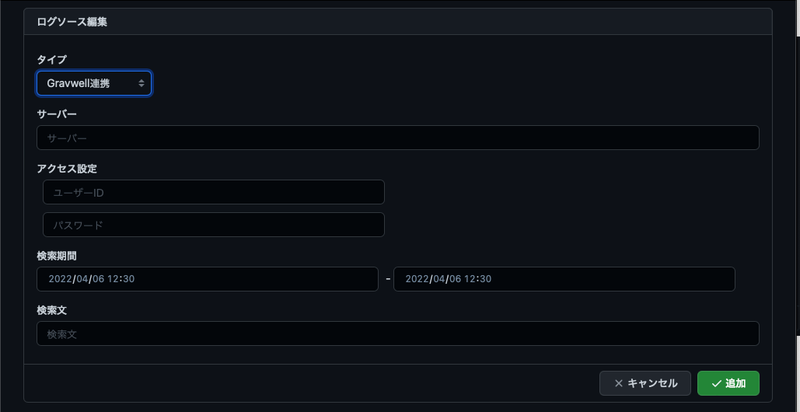 ログソース編集
タイプ
Gravwell連携
サーバー
サーバー
アクセス設定
ユーザーID
パスワード
検索期間
2022/04/06 12:30 - 2022/04/06 12:30
検索文
検索文
キャンセル 追加